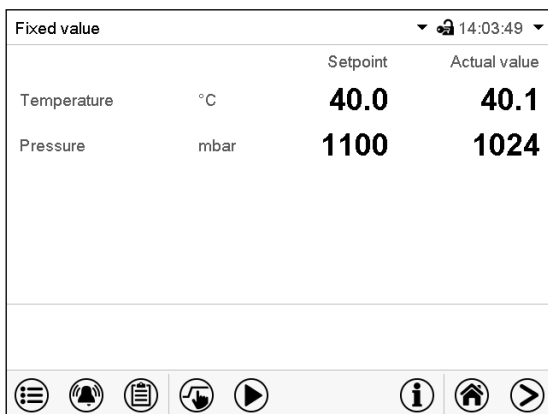 Fixed value 14:03:49
Setpoint Actual value
Temperature °C 40.0 40.1
Pressure mbar 1100 1024